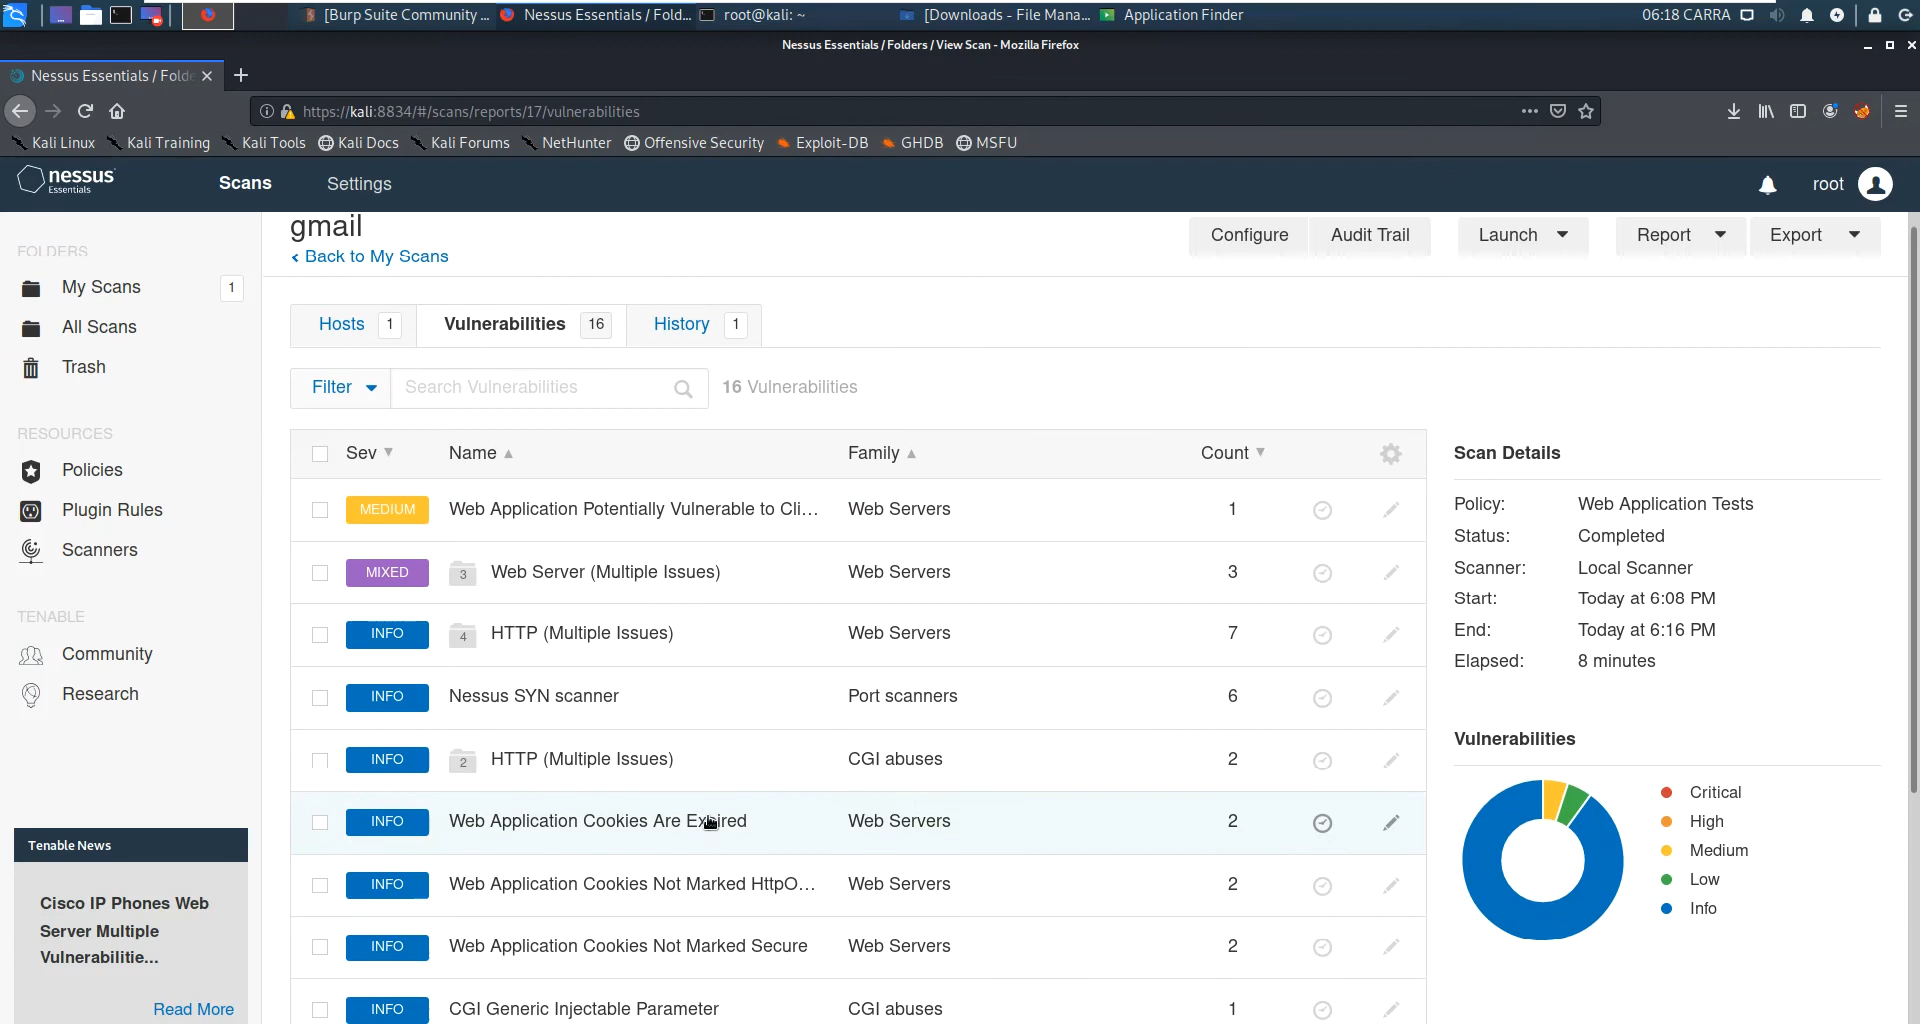 [Burp Suite Community ... Nessus Essentials / Fold... root@kali: ~ [Downloads - File Mana... Application Finder 06:18 CARRA
Nessus Essentials / Folders / View Scan - Mozilla Firefox
Nessus Essentials / Folde
https://kali:8834/#/scans/reports/17/vulnerabilities
Kali Linux Kali Training Kali Tools Kali Docs Kali Forums NetHunter Offensive Security Exploit-DB GHDB MSFU
nessus Essentials Scans Settings root
gmail
Configure Audit Trail Launch Report Export
< Back to My Scans
FOLDERS
My Scans 1
All Scans
Trash
RESOURCES
Policies
Plugin Rules
Scanners
TENABLE
Community
Research
Tenable News
Cisco IP Phones Web
Server Multiple
Vulnerabilitie...
Read More
Hosts 1 Vulnerabilities 16 History 1
Filter Search Vulnerabilities 16 Vulnerabilities
Sev Name Family Count
MEDIUM Web Application Potentially Vulnerable to Cli... Web Servers 1
MIXED 3 Web Server (Multiple Issues) Web Servers 3
INFO 4 HTTP (Multiple Issues) Web Servers 7
INFO Nessus SYN scanner Port scanners 6
INFO 2 HTTP (Multiple Issues) CGI abuses 2
INFO Web Application Cookies Are Expired Web Servers 2
INFO Web Application Cookies Not Marked HttpO... Web Servers 2
INFO Web Application Cookies Not Marked Secure Web Servers 2
INFO CGI Generic Injectable Parameter CGI abuses 1
Scan Details
Policy: Web Application Tests
Status: Completed
Scanner: Local Scanner
Start: Today at 6:08 PM
End: Today at 6:16 PM
Elapsed: 8 minutes
Vulnerabilities
Critical
High
Medium
Low
Info